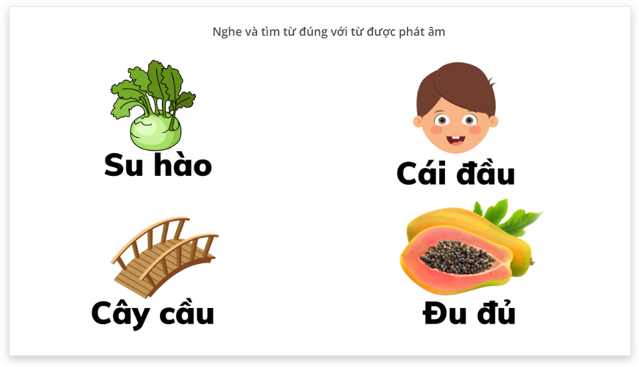 Nghe và tìm từ đúng với từ được phát âm
Su hào
Cái đầu
Cây cầu
Đu đủ